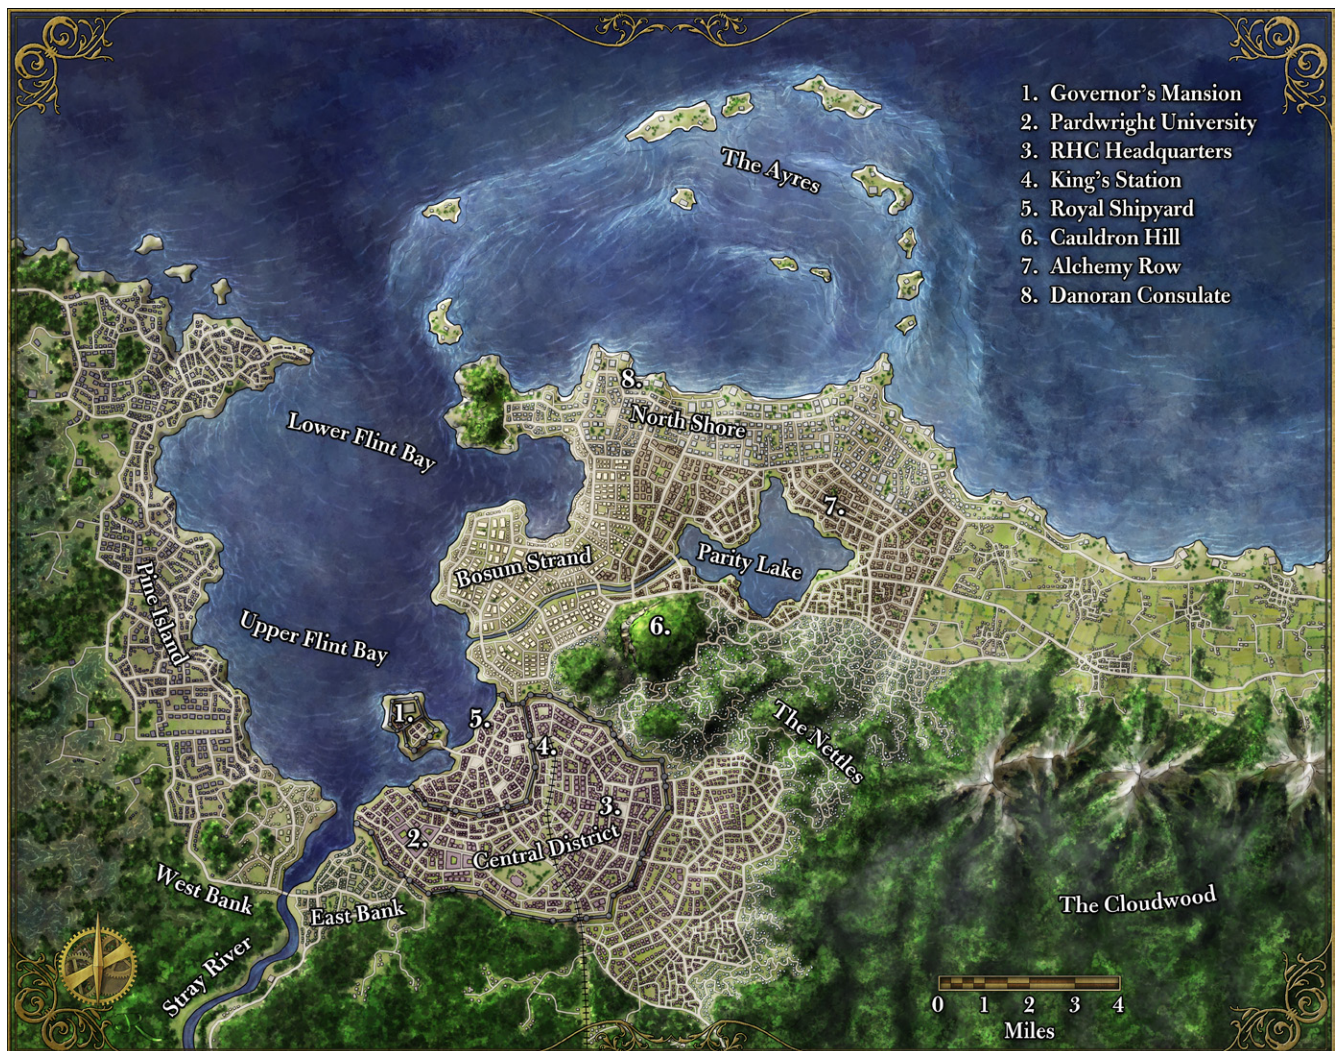 1. Governor's Mansion
2. Pardwright University
3. RHC Headquarters
4. King's Station
5. Royal Shipyard
6. Cauldron Hill
7. Alchemy Row
8. Danoran Consulate
The Ayres
8.
North Shore
Lower Flint Bay
7.
Parity Lake
Bosum Strand
Pine Island
6.
Upper Flint Bay
1.
5.
4.
The Nettles
3.
2.
Central District
West Bank
East Bank
The Cloudwood
Stray River
0 1 2 3 4
Miles